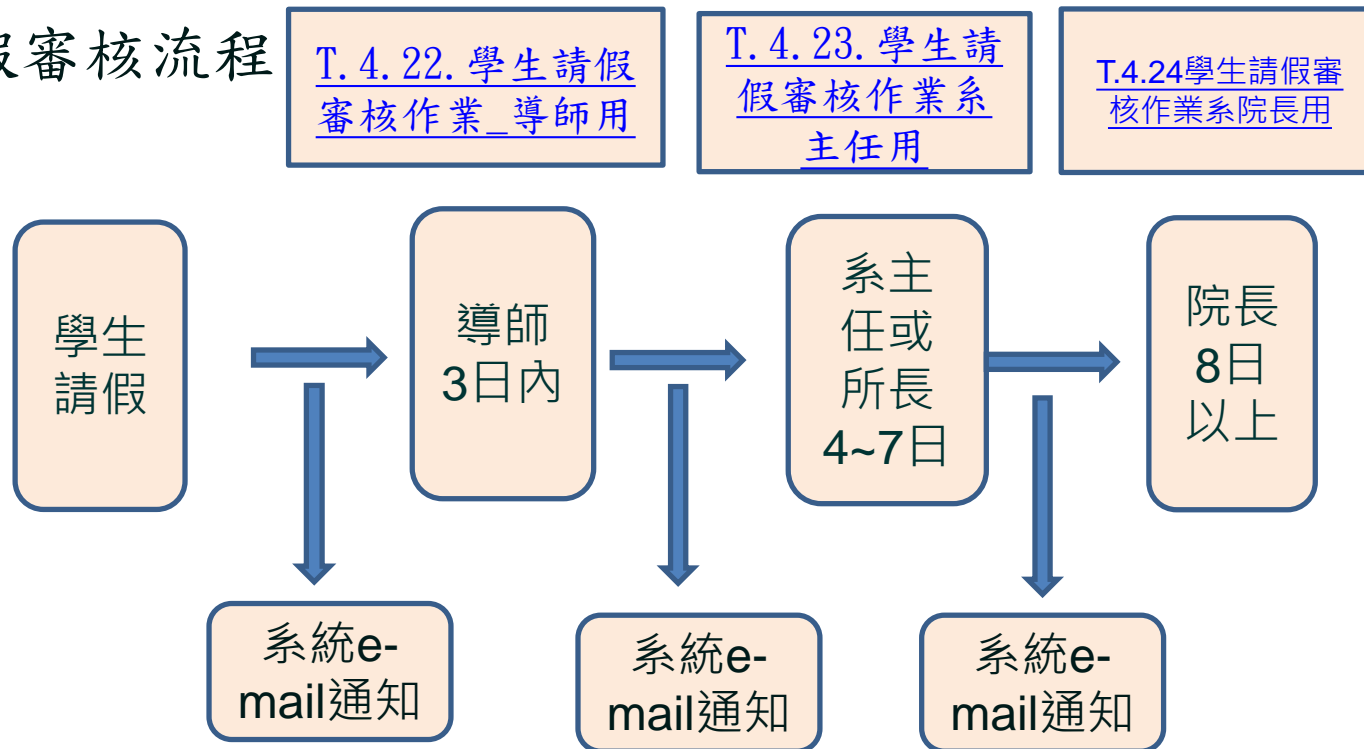 假審核流程
T.4.22.學生請假
審核作業_導師用
T.4.23.學生請
假審核作業系
主任用
T.4.24學生請假審
核作業系院長用
學生
請假
導師
3日內
系主
任或
所長
4~7日
院長
8日
以上
系統e-
mail通知
系統e-
mail通知
系統e-
mail通知